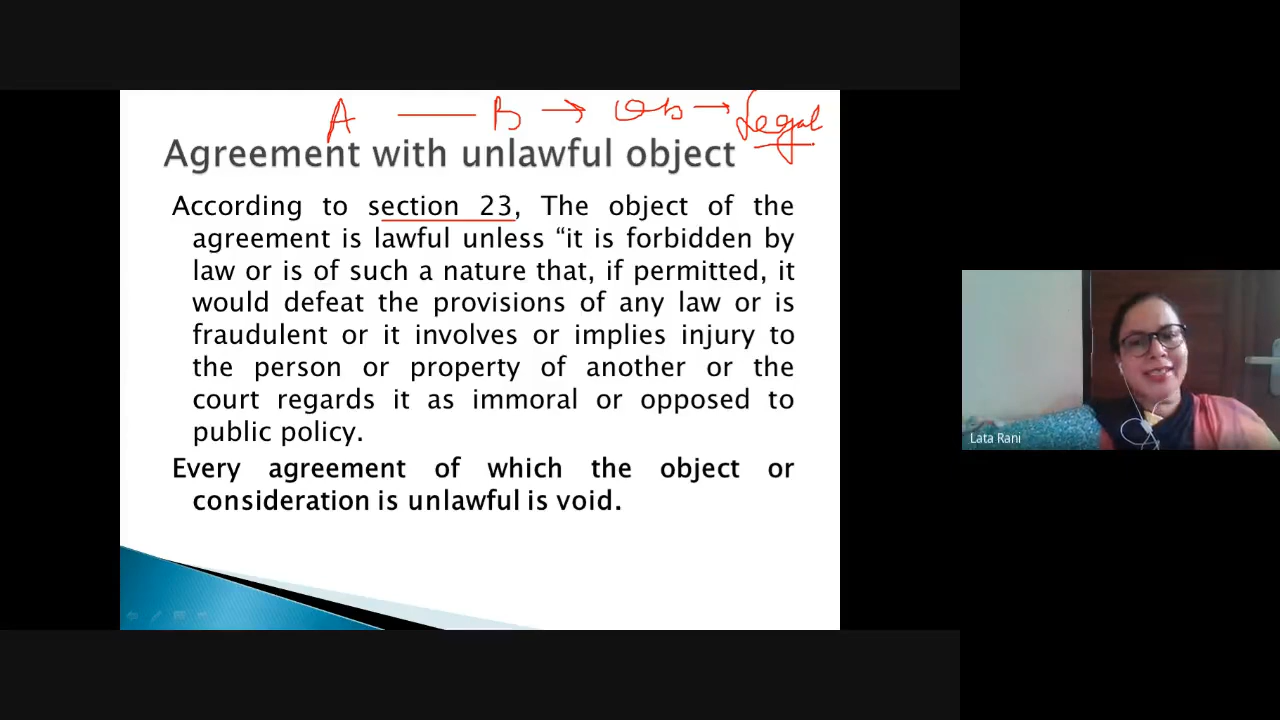 A — B → Ob → Legal
Agreement with unlawful object
According to section 23, The object of the
agreement is lawful unless “it is forbidden by
law or is of such a nature that, if permitted, it
would defeat the provisions of any law or is
fraudulent or it involves or implies injury to
the person or property of another or the
court regards it as immoral or opposed to
public policy.
Every agreement of which the object or
consideration is unlawful is void.
Lata Rani